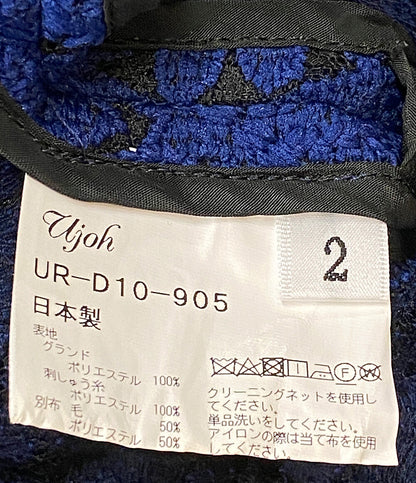 Ujoh
2
UR-D10-905
日本製
表地
グランド
ポリエステル 100%
刺しゅう糸
ポリエステル 100%
別布 毛 50%
ポリエステル 50%
クリーニングネットを使用し
てください。
単品洗いをしてください。
アイロンの際は当て布を使用
してください。